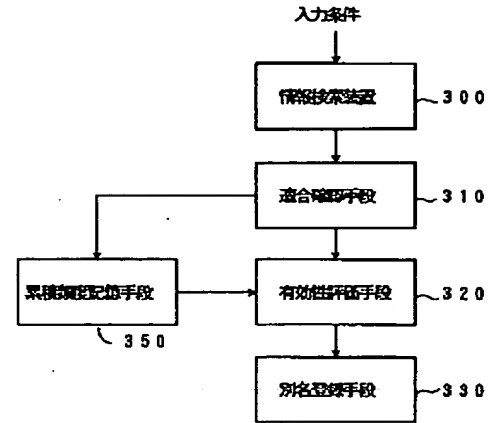 入力条件
情報検索装置
300
適合確認手段
310
累積頻度記憶手段
350
有効性評価手段
320
別名登録手段
330